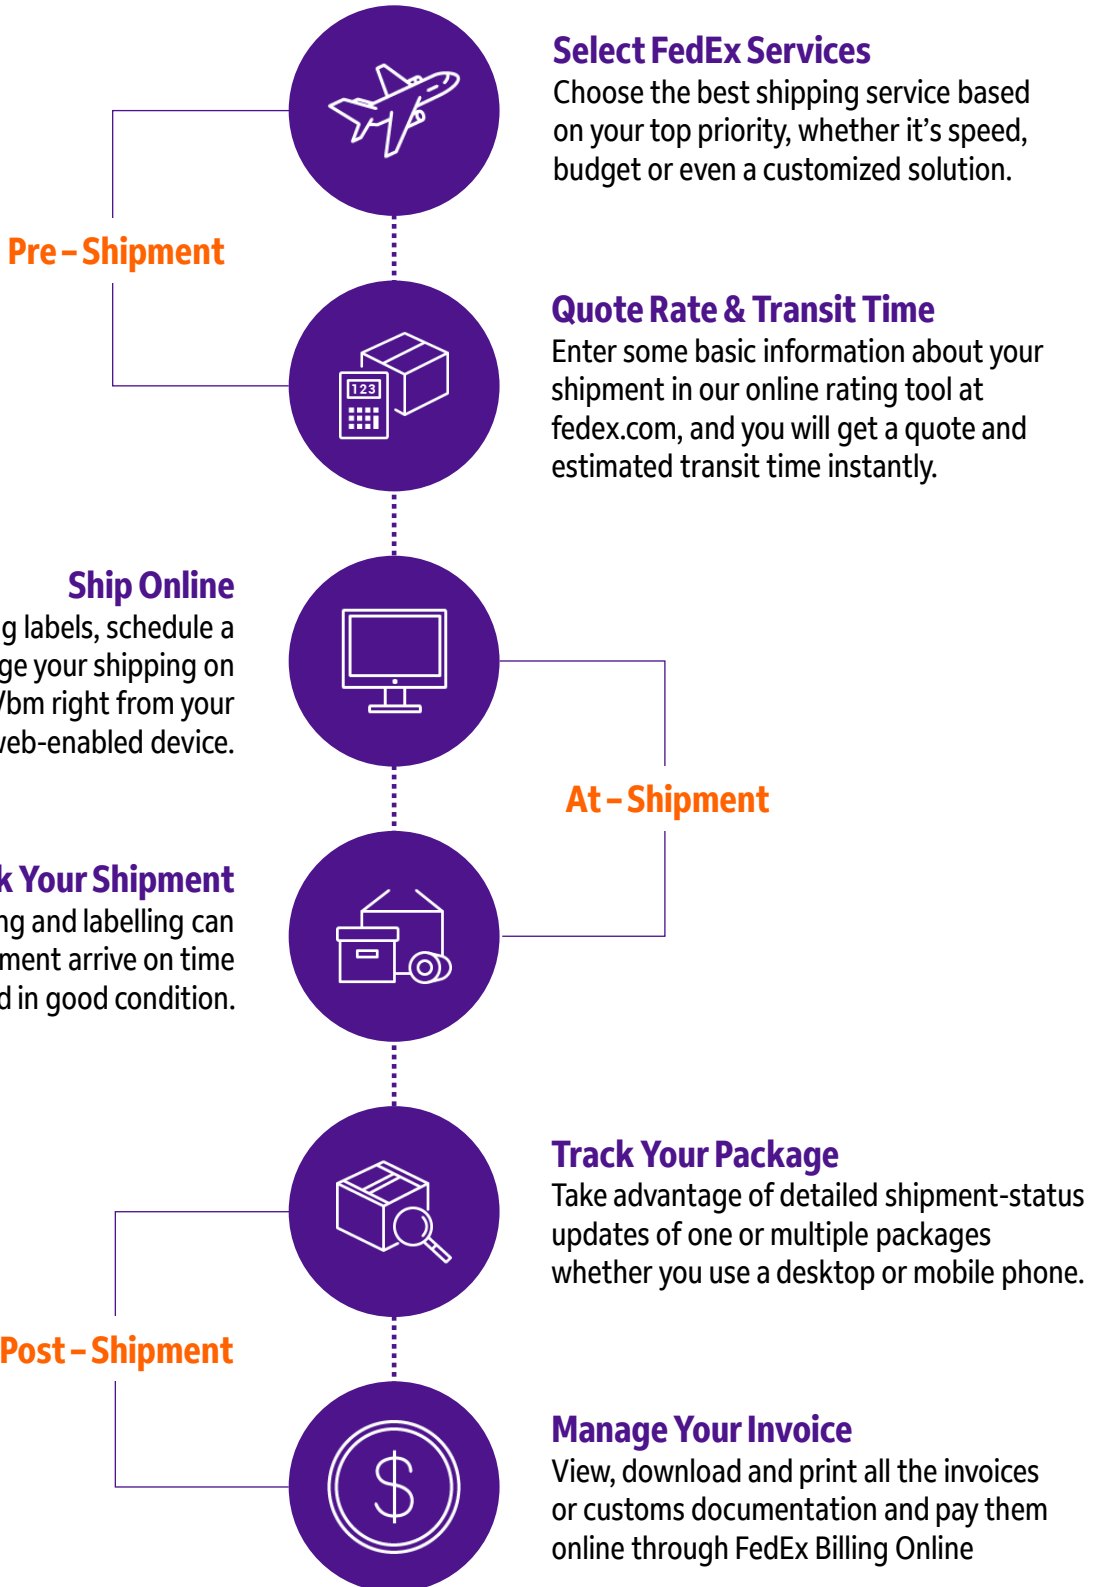 Select FedEx Services
Choose the best shipping service based
on your top priority, whether it’s speed,
budget or even a customized solution.
Pre – Shipment
Quote Rate & Transit Time
Enter some basic information about your
shipment in our online rating tool at
fedex.com, and you will get a quote and
estimated transit time instantly.
123
Ship Online
labels, schedule a
your shipping on
/bm right from your
web-enabled device.
At – Shipment
Your Shipment
and labelling can
arrive on time
in good condition.
Track Your Package
Take advantage of detailed shipment-status
updates of one or multiple packages
whether you use a desktop or mobile phone.
Post – Shipment
Manage Your Invoice
View, download and print all the invoices
or customs documentation and pay them
online through FedEx Billing Online
$